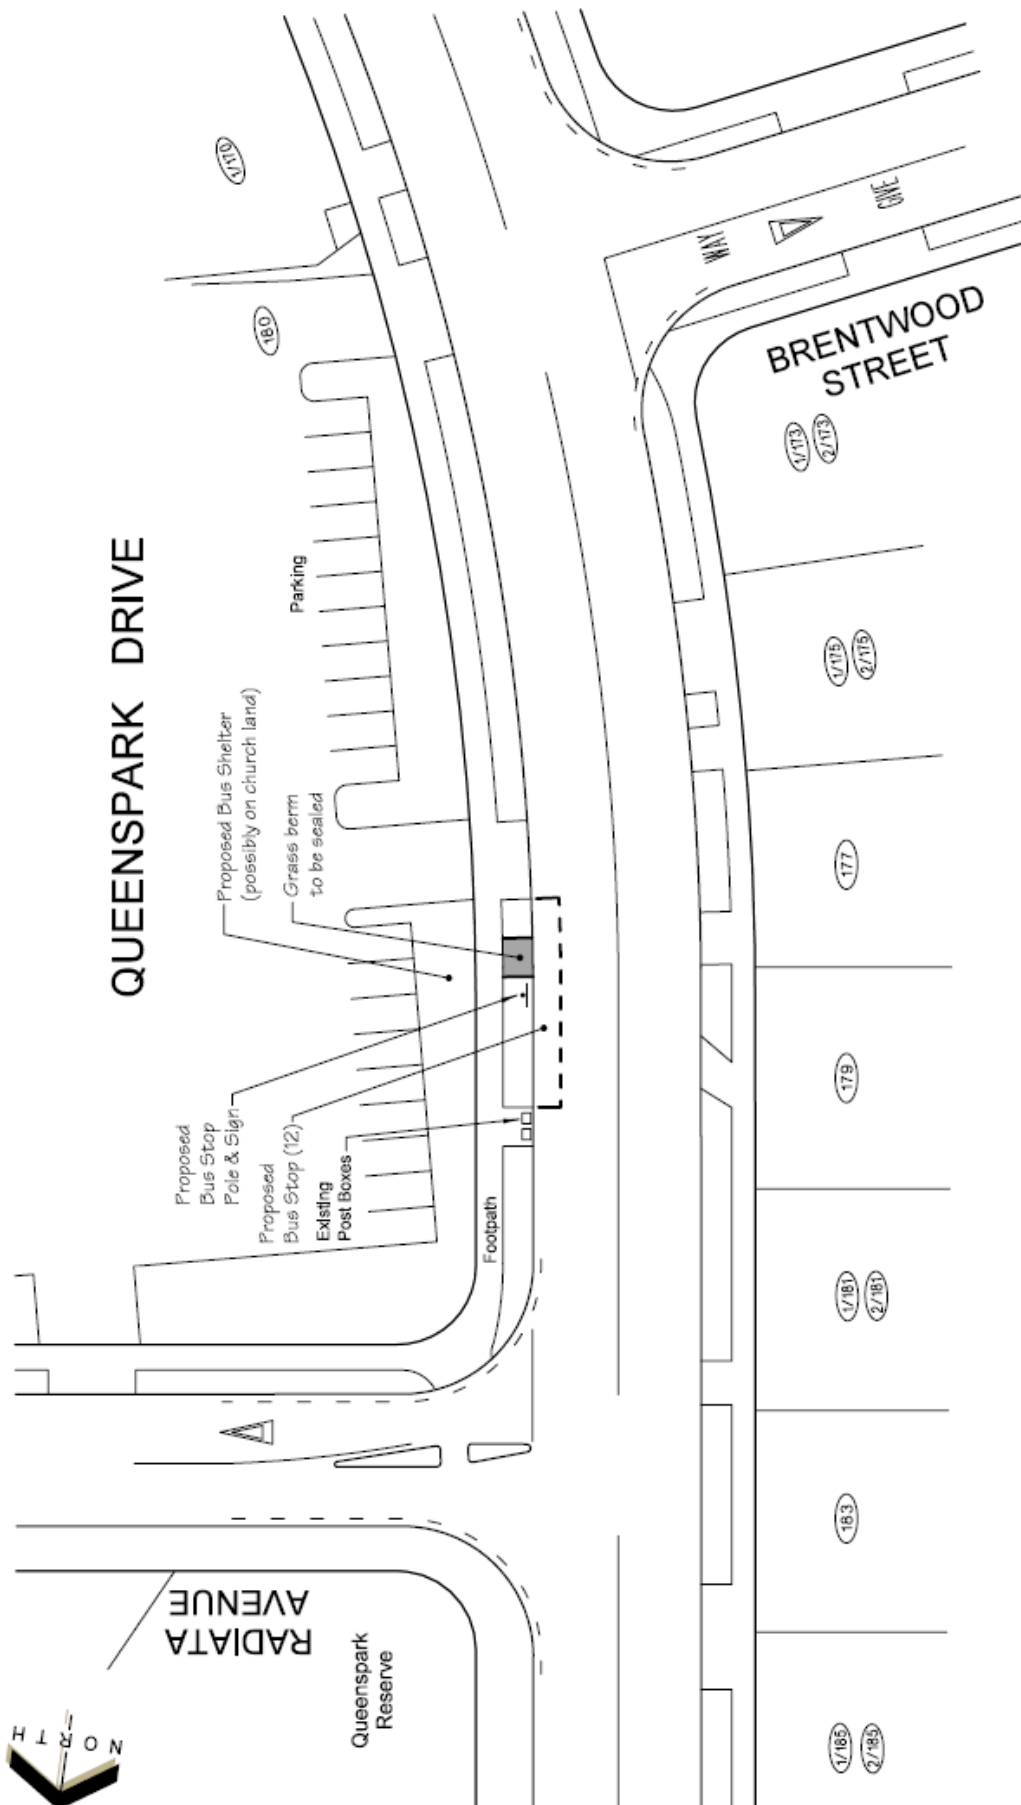 QUEENSPARK DRIVE
BRENTWOOD
STREET
RADIATA
AVENUE
Queenspark
Reserve
Parking
Proposed Bus Shelter
(possibly on church land)
Grass berm
to be sealed
Proposed
Bus Stop
Pole & Sign
Proposed
Bus Stop (12)
Existing
Post Boxes
Footpath
GIVE
WAY
1/170
180
1/173
2/173
1/175
2/175
177
179
1/181
2/181
183
1/185
2/185
NORTH